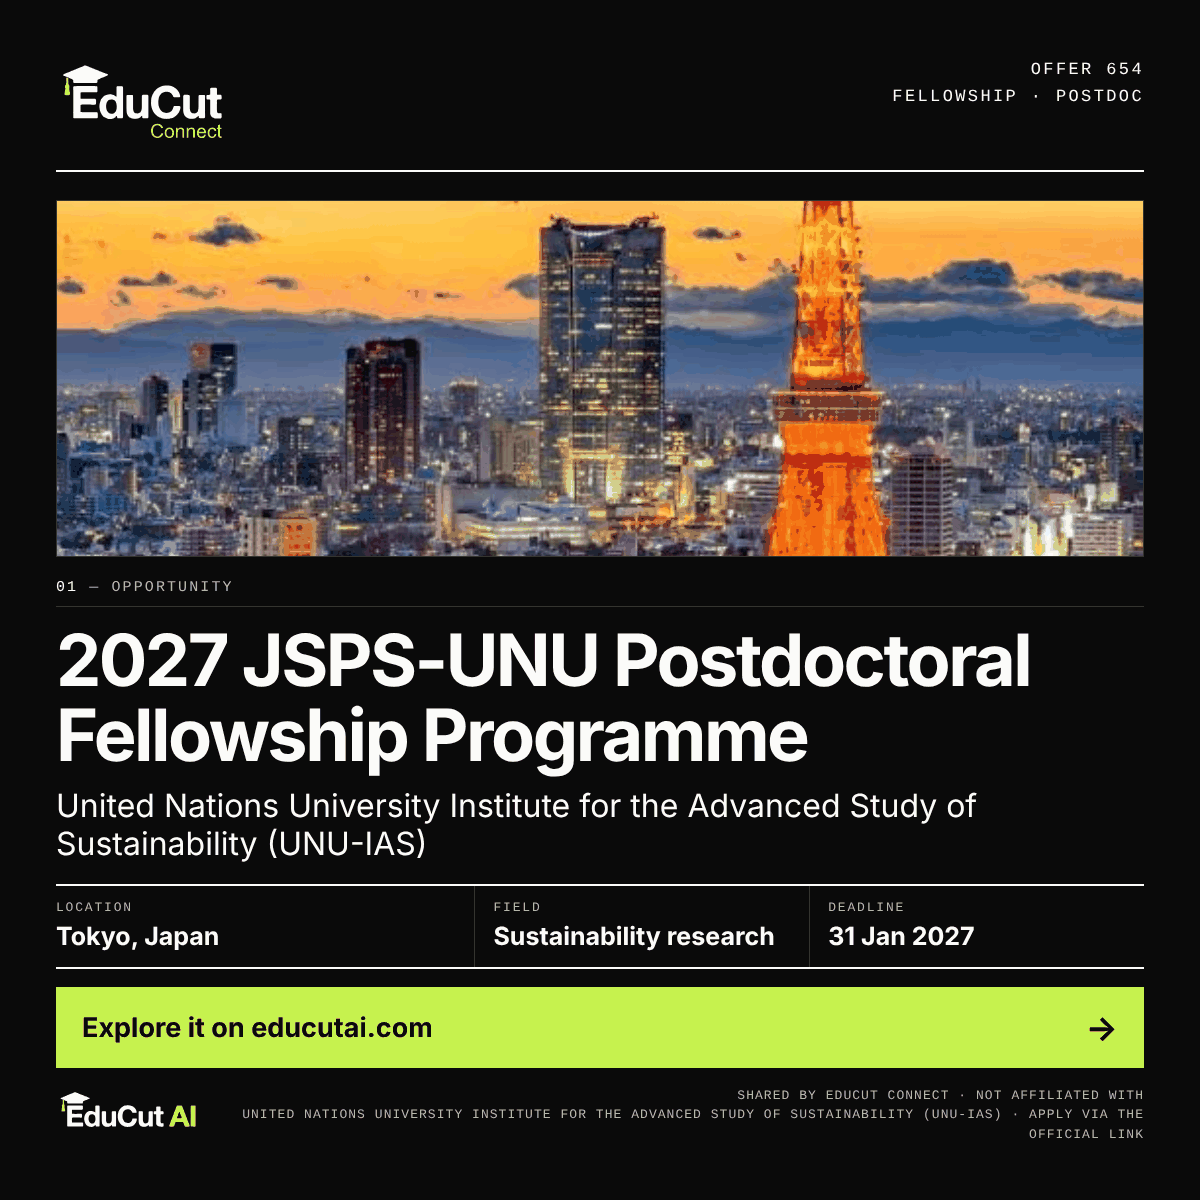 EduCut
Connect
OFFER 654
FELLOWSHIP · POSTDOC
01 — OPPORTUNITY
2027 JSPS-UNU Postdoctoral
Fellowship Programme
United Nations University Institute for the Advanced Study of
Sustainability (UNU-IAS)
LOCATION
Tokyo, Japan
FIELD
Sustainability research
DEADLINE
31 Jan 2027
Explore it on educutai.com →
EduCut AI
SHARED BY EDUCUT CONNECT · NOT AFFILIATED WITH
UNITED NATIONS UNIVERSITY INSTITUTE FOR THE ADVANCED STUDY OF SUSTAINABILITY (UNU-IAS) · APPLY VIA THE
OFFICIAL LINK